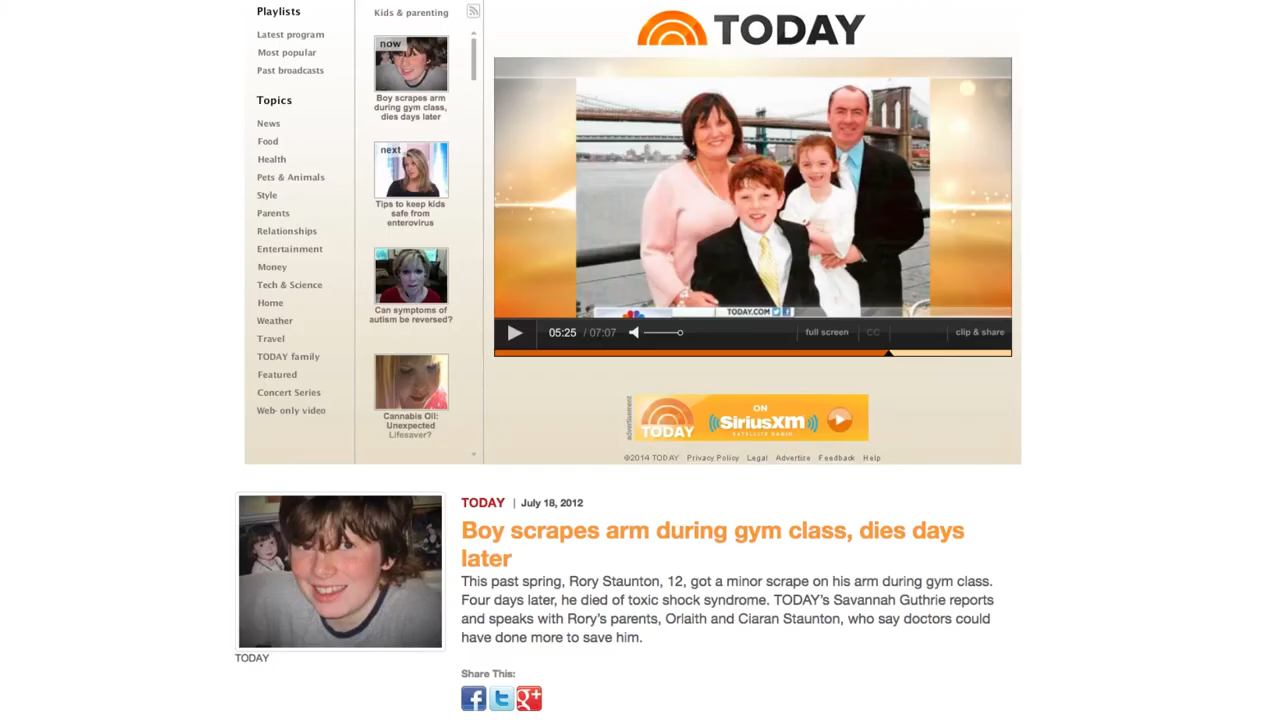 Playlists
Latest program
Most popular
Past broadcasts
Topics
News
Food
Health
Pets & Animals
Style
Parents
Relationships
Entertainment
Money
Tech & Science
Home
Weather
Travel
TODAY family
Featured
Concert Series
Web- only video
Kids & parenting
now
Boy scrapes arm
during gym class,
dies days later
next
Tips to keep kids
safe from
enterovirus
Can symptoms of
autism be reversed?
Cannabis Oil:
Unexpected
Lifesaver?
TODAY
TODAY.COM
05:25 / 07:07
full screen
CC
clip & share
advertisement
TODAY
ON
SiriusXM
SATELLITE RADIO
©2014 TODAY Privacy Policy Legal Advertise Feedback Help
TODAY
TODAY | July 18, 2012
Boy scrapes arm during gym class, dies days
later
This past spring, Rory Staunton, 12, got a minor scrape on his arm during gym class.
Four days later, he died of toxic shock syndrome. TODAY's Savannah Guthrie reports
and speaks with Rory's parents, Orlaith and Ciaran Staunton, who say doctors could
have done more to save him.
Share This: